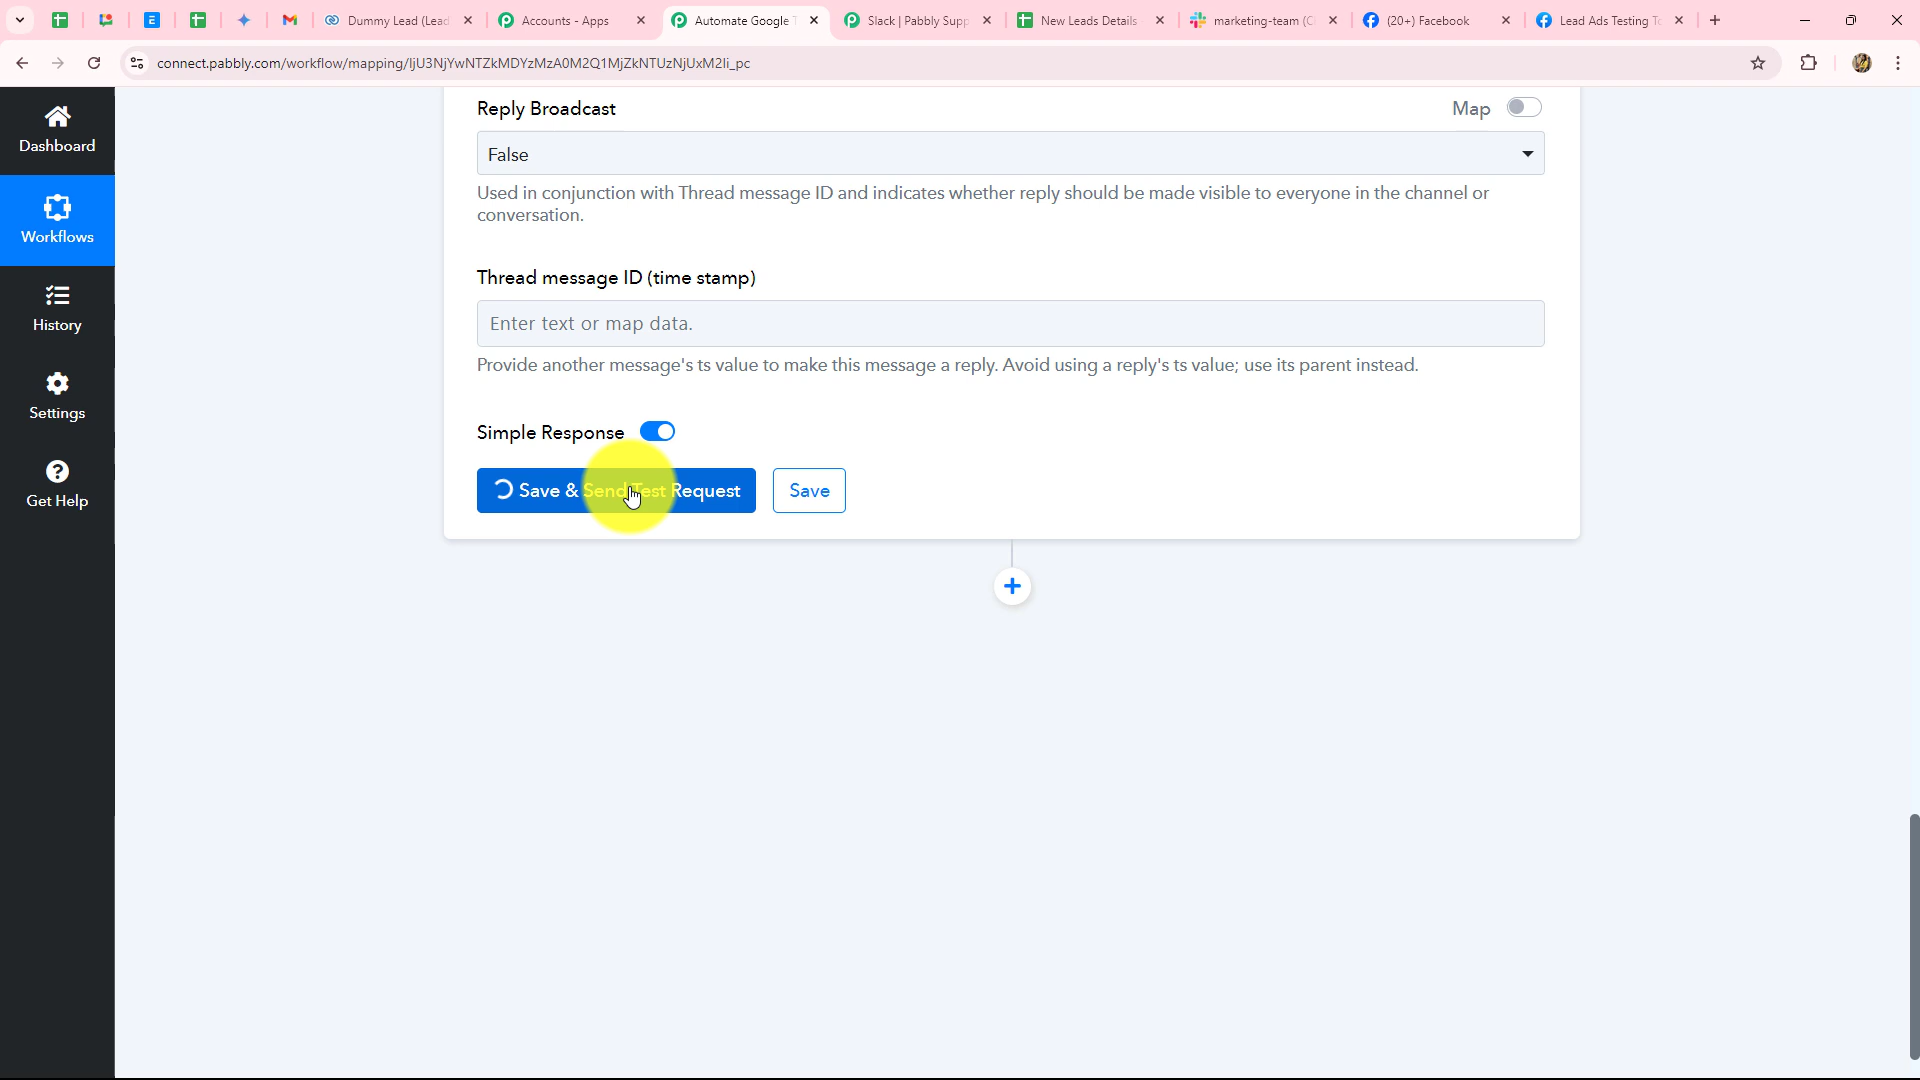 Dummy Lead (Lead
Accounts - Apps
Automate Google T
Slack | Pabbly Supp
New Leads Details
marketing-team (C
(20+) Facebook
Lead Ads Testing To
connect.pabbly.com/workflow/mapping/IjU3NjYwNTZkMDYzMzA0M2Q1MjZkNTUzNjUxM2Ii_pc
Dashboard
Workflows
History
Settings
Get Help
Reply Broadcast
Map
False
Used in conjunction with Thread message ID and indicates whether reply should be made visible to everyone in the channel or
conversation.
Thread message ID (time stamp)
Enter text or map data.
Provide another message's ts value to make this message a reply. Avoid using a reply's ts value; use its parent instead.
Simple Response
Save & Send Test Request
Save